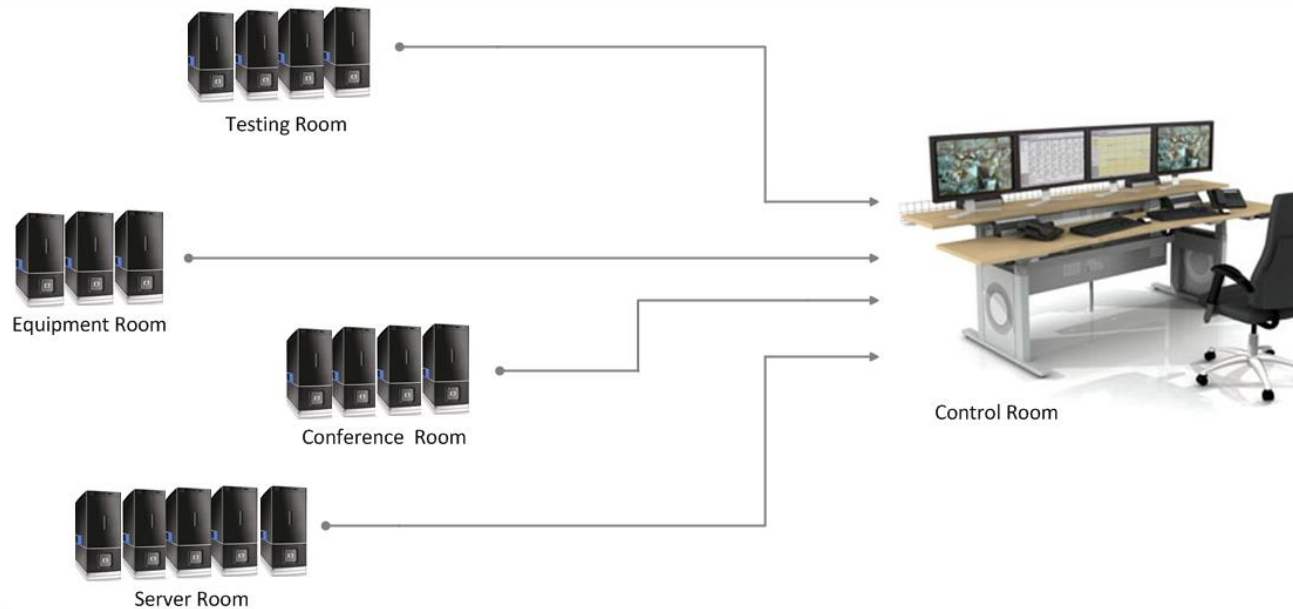 Testing Room
Equipment Room
Conference  Room
Control Room
Server Room